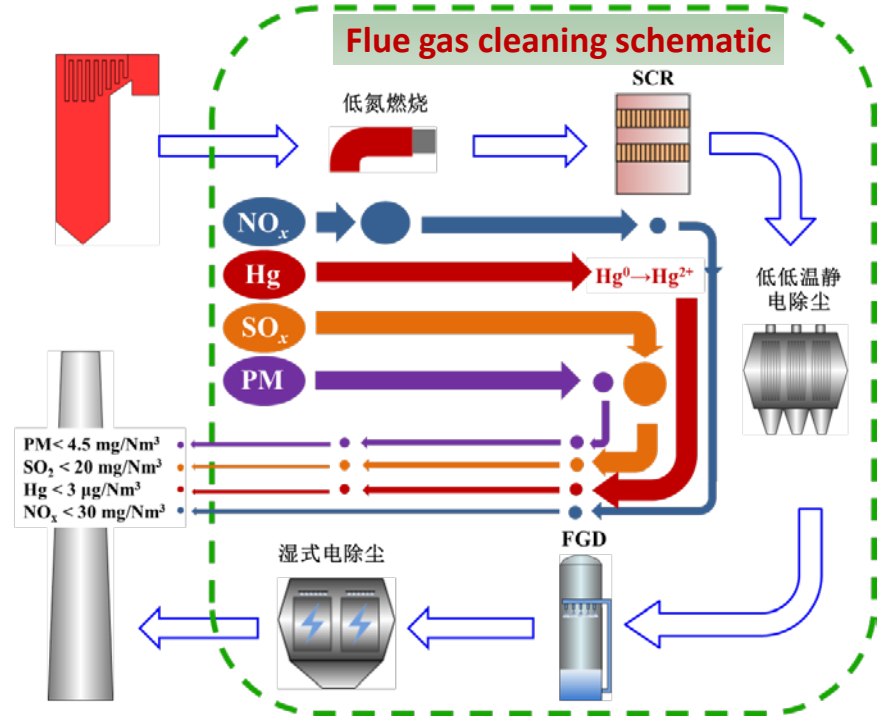 Flue gas cleaning schematic
SCR
低氮燃烧
NOₓ
Hg
Hg⁰→Hg²⁺
低低温静
电除尘
SOₓ
PM
PM< 4.5 mg/Nm³
SO₂ < 20 mg/Nm³
Hg < 3 μg/Nm³
NOₓ < 30 mg/Nm³
湿式电除尘
FGD